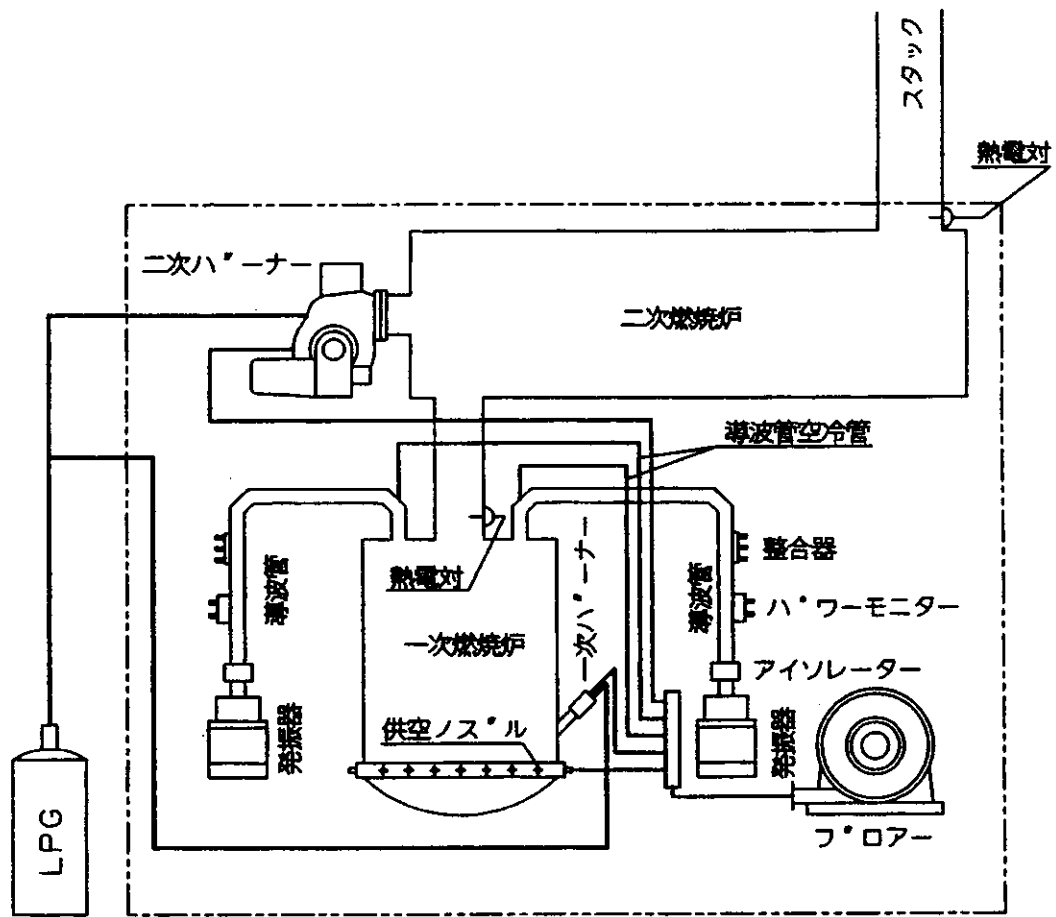 スタック
熱電対
二次バーナー
二次燃焼炉
導波管空冷管
整合器
導波管
熱電対
一次バーナー
導波管
パワーモニター
一次燃焼炉
アイソレーター
供空ノズル
発振器
発振器
LPG
ブロアー